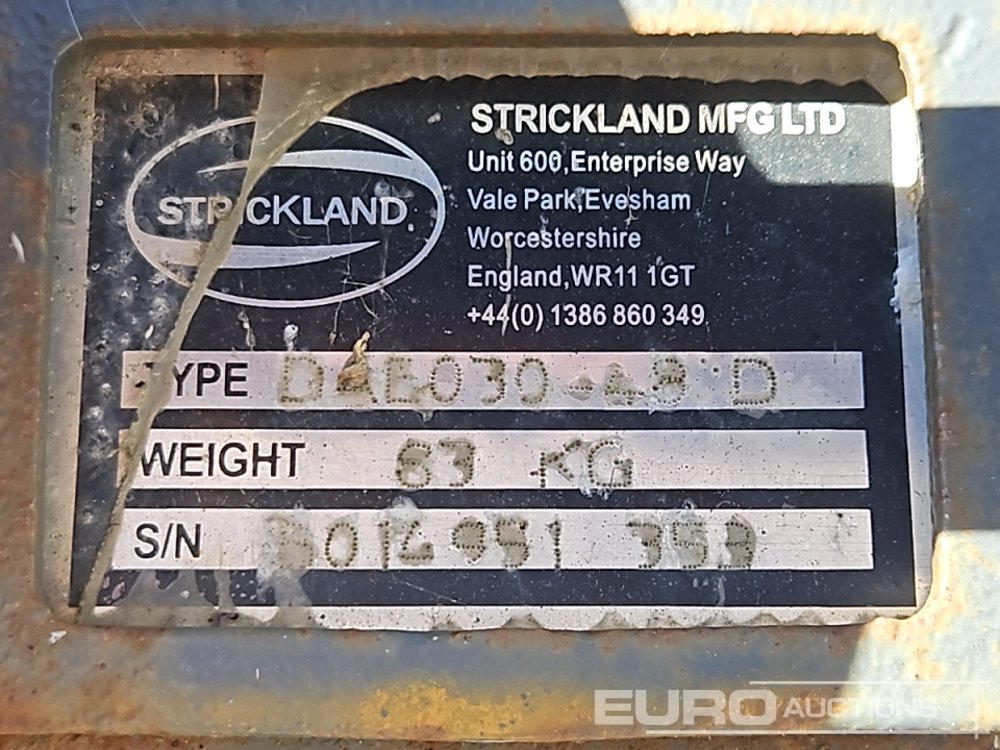 STRICKLAND
STRICKLAND MFG LTD
Unit 600,Enterprise Way
Vale Park,Evesham
Worcestershire
England,WR11 1GT
+44(0) 1386 860 349
TYPE
WEIGHT 63 KG
S/N
EURO AUCTIONS